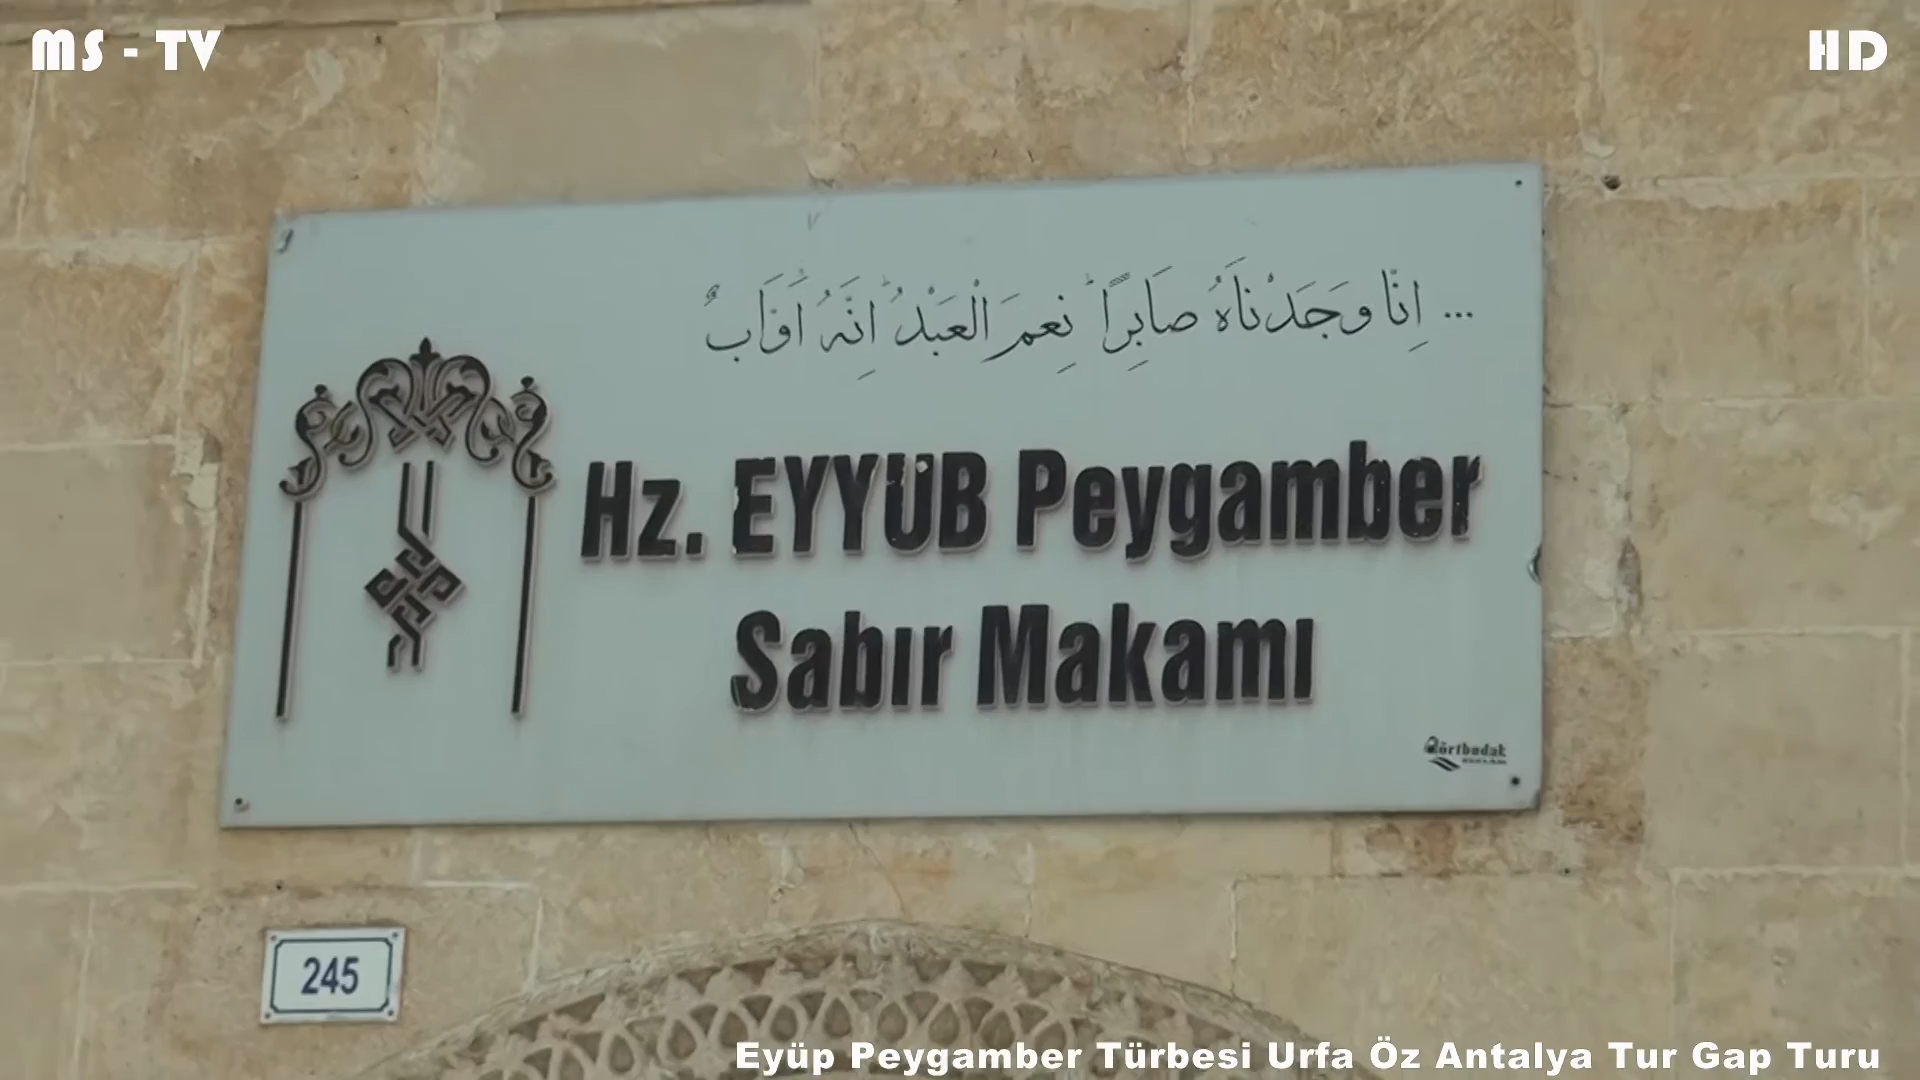 MS - TV
HD
... اِنَّا وَجَدْنَاهُ صَابِرًا ۜ نِعْمَ الْعَبْدُ ۜ اِنَّهُ اَوَّابٌ
Hz. EYYÜB Peygamber
Sabır Makamı
Dörtbudak
245
Eyüp Peygamber Türbesi Urfa Öz Antalya Tur Gap Turu